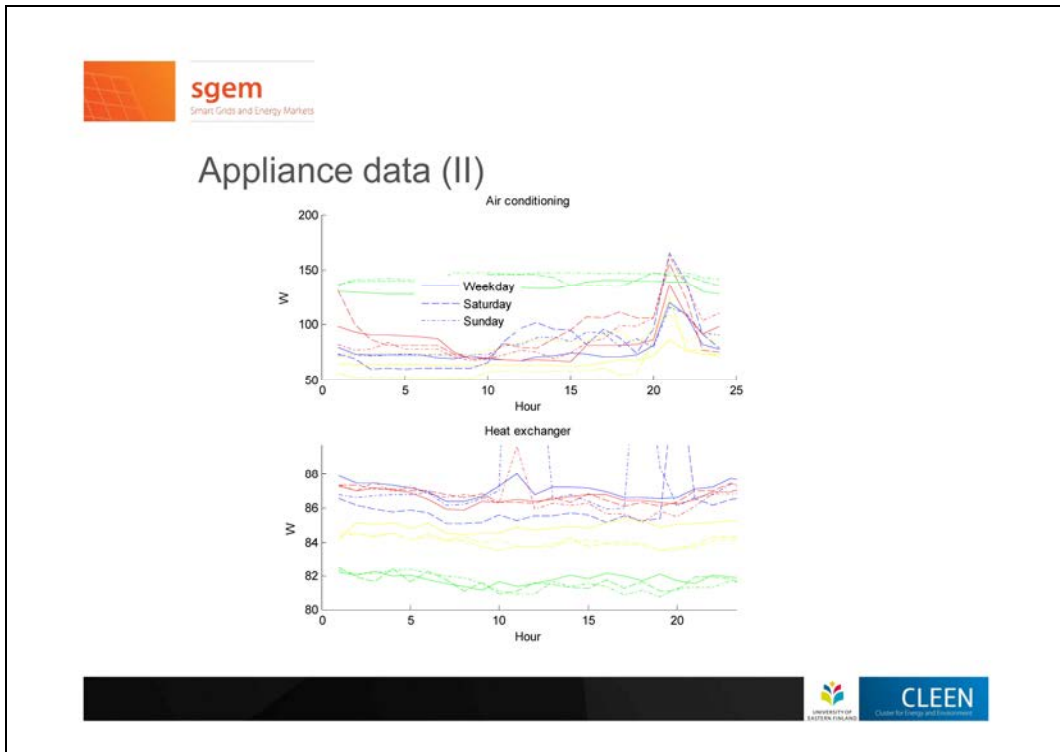 sgem
Smart Grids and Energy Markets
Appliance data (II)
Air conditioning
200
150
100
50
W
Weekday
Saturday
Sunday
0 5 10 15 20 25
Hour
Heat exchanger
88
86
84
82
80
W
0 5 10 15 20
Hour
UNIVERSITY OF
EASTERN FINLAND
CLEEN
Cluster for Energy and Environment